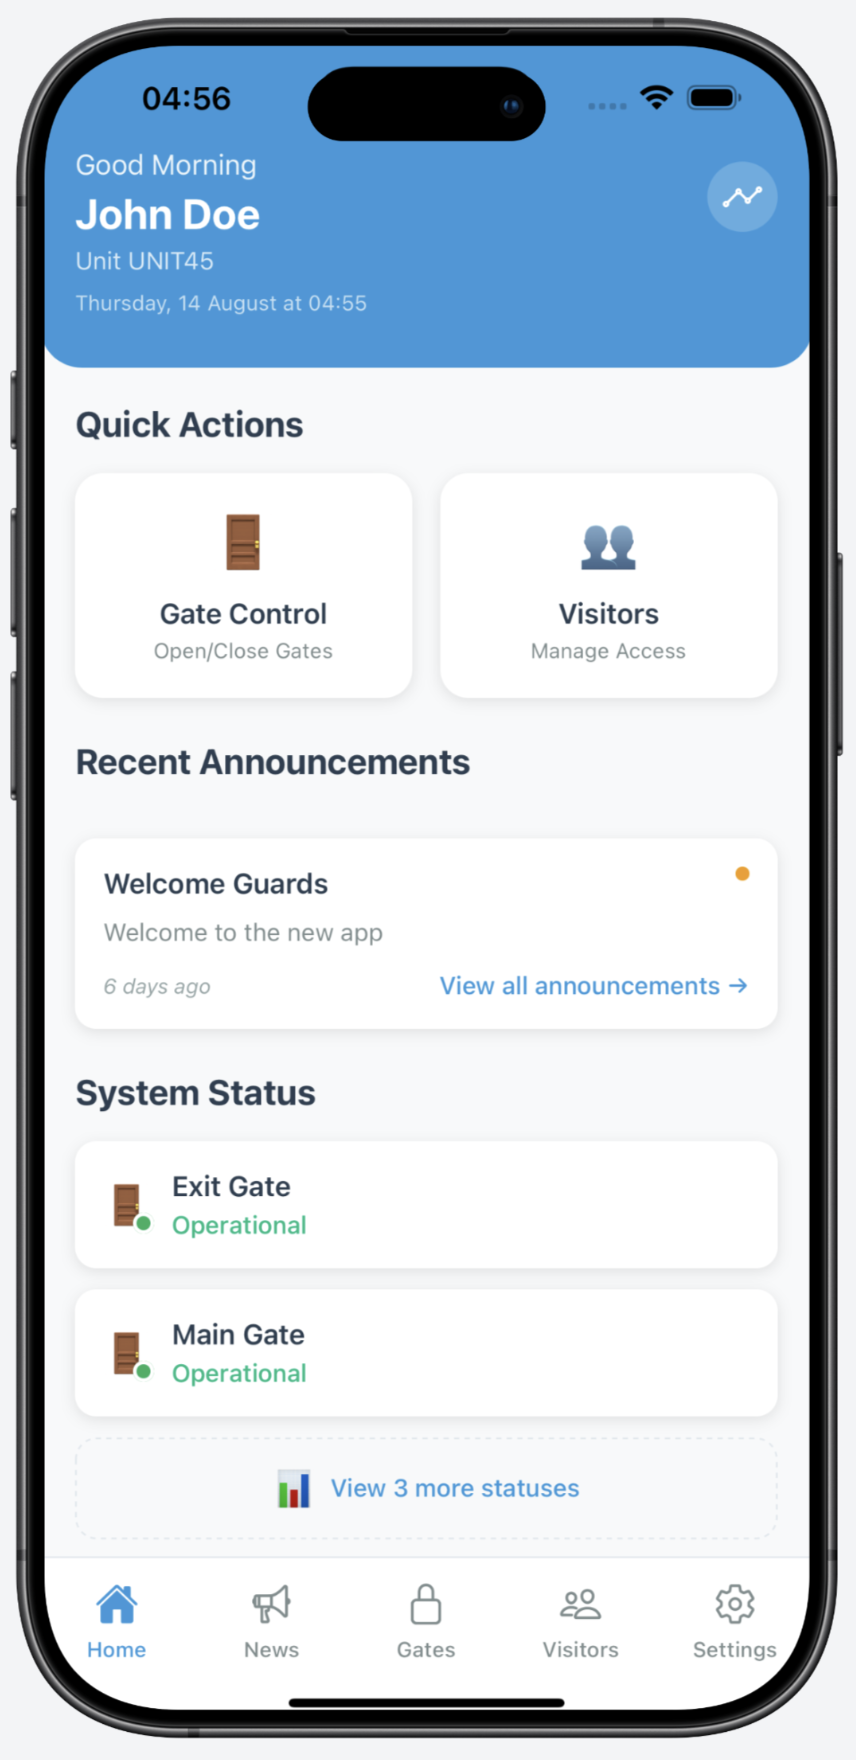 04:56
Good Morning
John Doe
Unit UNIT45
Thursday, 14 August at 04:55
Quick Actions
Gate Control
Open/Close Gates
Visitors
Manage Access
Recent Announcements
Welcome Guards
Welcome to the new app
6 days ago
View all announcements →
System Status
Exit Gate
Operational
Main Gate
Operational
View 3 more statuses
Home
News
Gates
Visitors
Settings